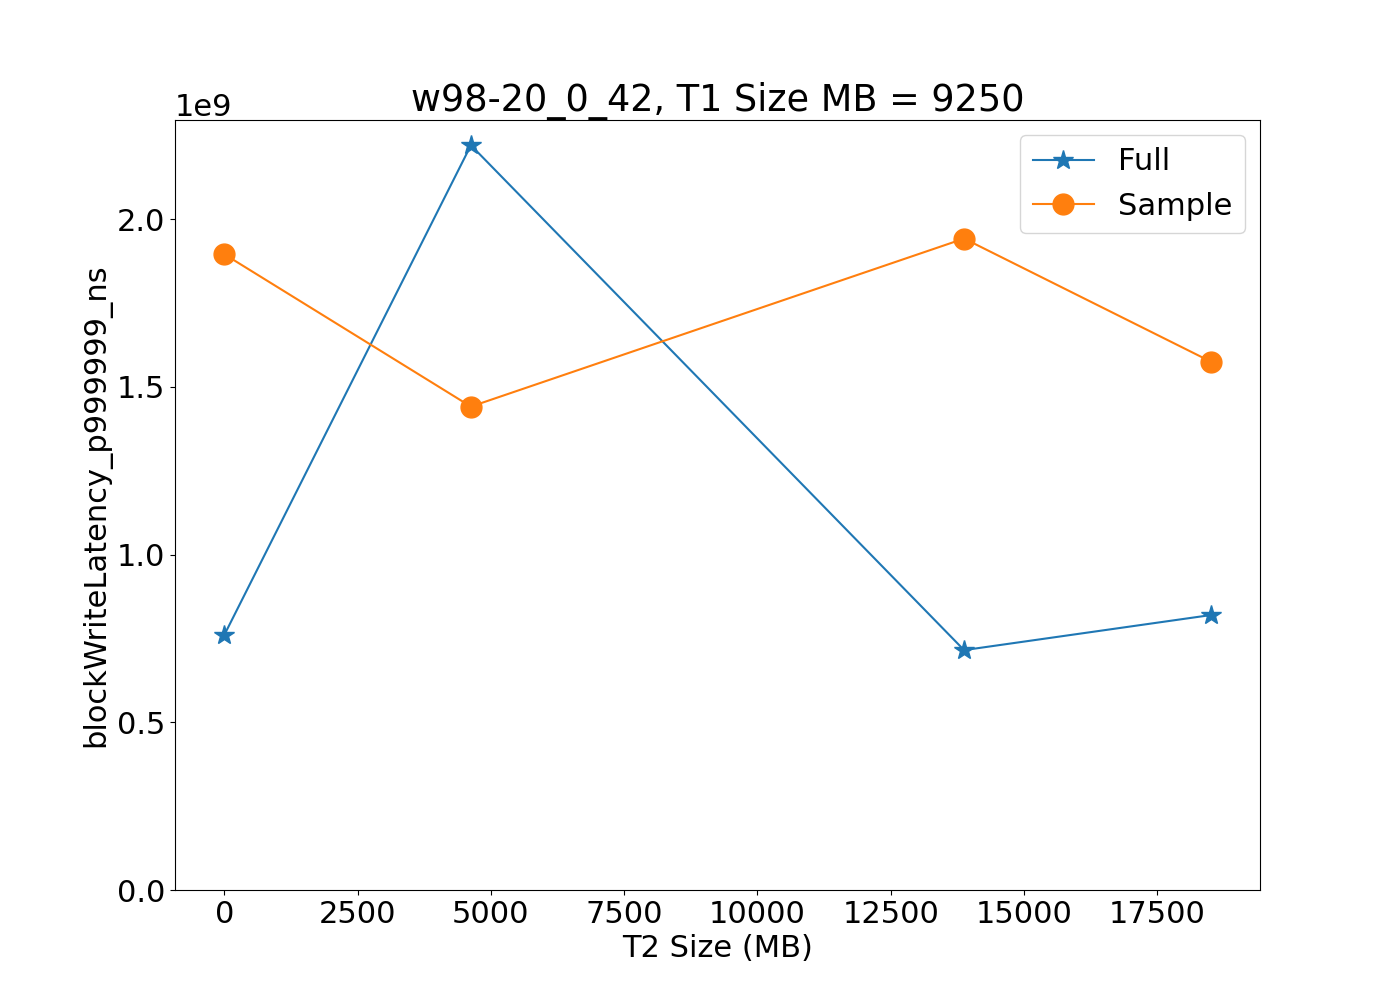 w98-20_0_42, T1 Size MB = 9250
1e9
Full
Sample
2.0
1.5
1.0
0.5
0.0
blockWriteLatency_p999999_ns
0 2500 5000 7500 10000 12500 15000 17500
T2 Size (MB)